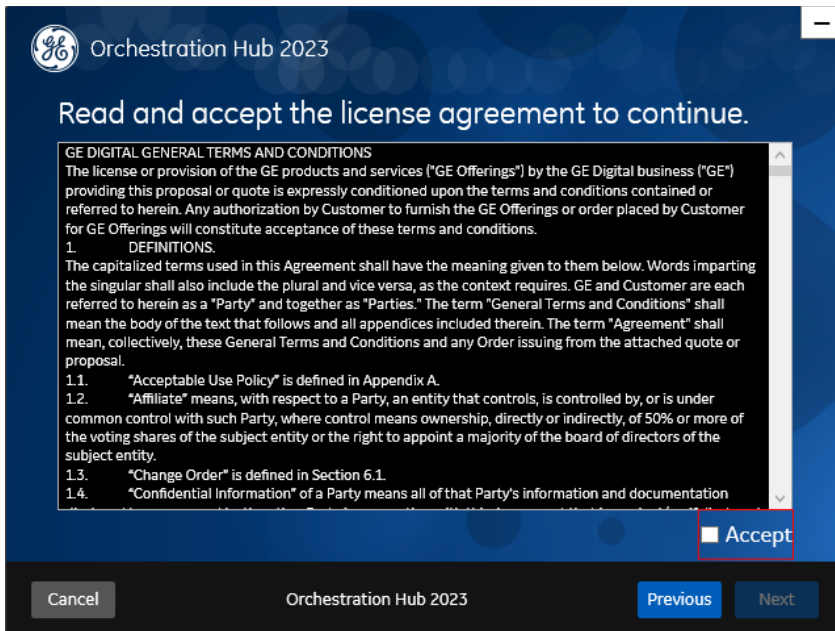 GE Orchestration Hub 2023
Read and accept the license agreement to continue.
GE DIGITAL GENERAL TERMS AND CONDITIONS
The license or provision of the GE products and services ("GE Offerings") by the GE Digital business ("GE")
providing this proposal or quote is expressly conditioned upon the terms and conditions contained or
referred to herein. Any authorization by Customer to furnish the GE Offerings or order placed by Customer
for GE Offerings will constitute acceptance of these terms and conditions.
1. DEFINITIONS.
The capitalized terms used in this Agreement shall have the meaning given to them below. Words imparting
the singular shall also include the plural and vice versa, as the context requires. GE and Customer are each
referred to herein as a "Party" and together as "Parties." The term "General Terms and Conditions" shall
mean the body of the text that follows and all appendices included therein. The term "Agreement" shall
mean, collectively, these General Terms and Conditions and any Order issuing from the attached quote or
proposal.
1.1. “Acceptable Use Policy” is defined in Appendix A.
1.2. “Affiliate” means, with respect to a Party, an entity that controls, is controlled by, or is under
common control with such Party, where control means ownership, directly or indirectly, of 50% or more of
the voting shares of the subject entity or the right to appoint a majority of the board of directors of the
subject entity.
1.3. “Change Order” is defined in Section 6.1.
1.4. “Confidential Information” of a Party means all of that Party's information and documentation
Accept
Cancel Orchestration Hub 2023 Previous Next